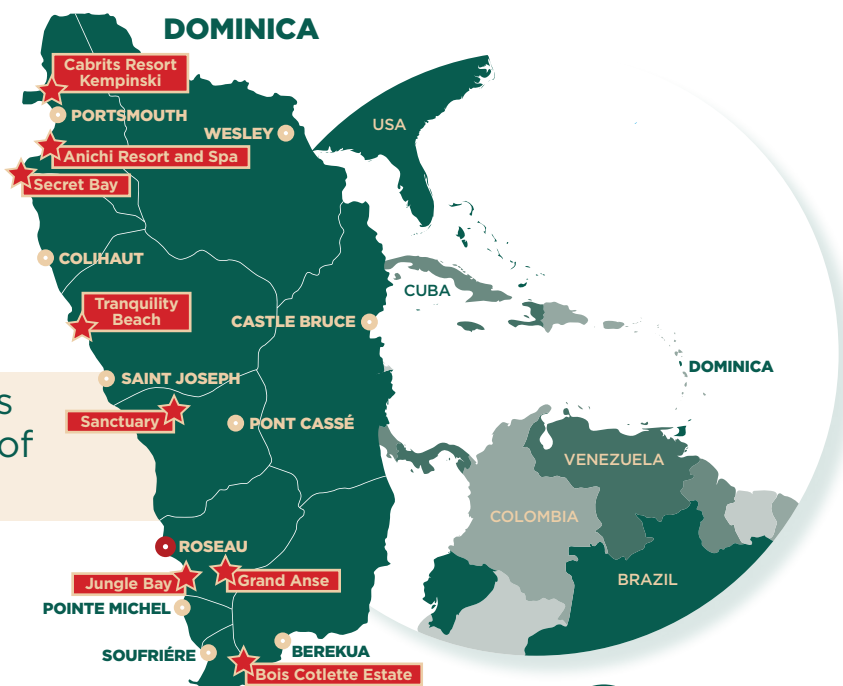 DOMINICA
Cabrits Resort
Kempinski
PORTSMOUTH
WESLEY
USA
Anichi Resort and Spa
Secret Bay
COLIHAUT
CUBA
Tranquility
Beach
CASTLE BRUCE
DOMINICA
SAINT JOSEPH
s
of
Sanctuary
PONT CASSÉ
VENEZUELA
COLOMBIA
ROSEAU
Jungle Bay
Grand Anse
BRAZIL
POINTE MICHEL
SOUFRIÉRE
BEREKUA
Bois Cotlette Estate